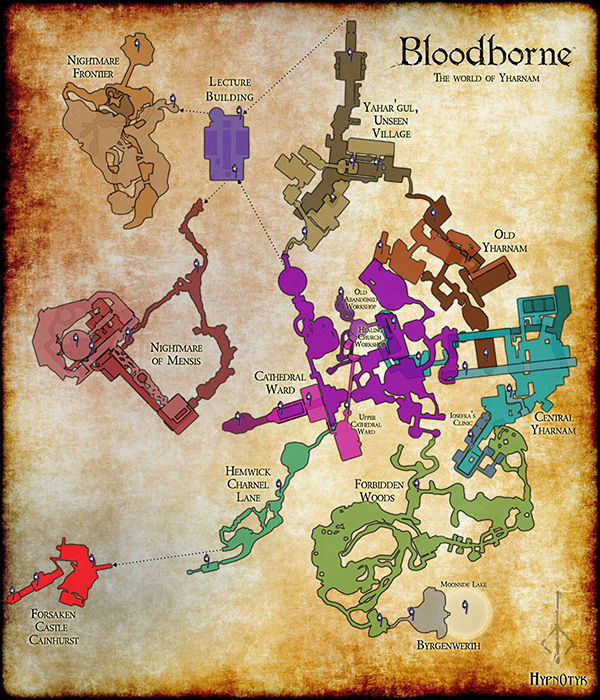 Bloodborne
The world of Yharnam
Nightmare
Frontier
Lecture
Building
Yahar'gul,
Unseen
Village
Old
Yharnam
Old
Abandoned
Workshop
Healing
Church
Workshop
Nightmare
of Mensis
Cathedral
Ward
Upper
Cathedral
Ward
Iosefka's
Clinic
Central
Yharnam
Hemwick
Charnel
Lane
Forbidden
Woods
Moonside Lake
Forsaken
Castle
Cainhurst
Byrgenwerth
Hypn0tyk